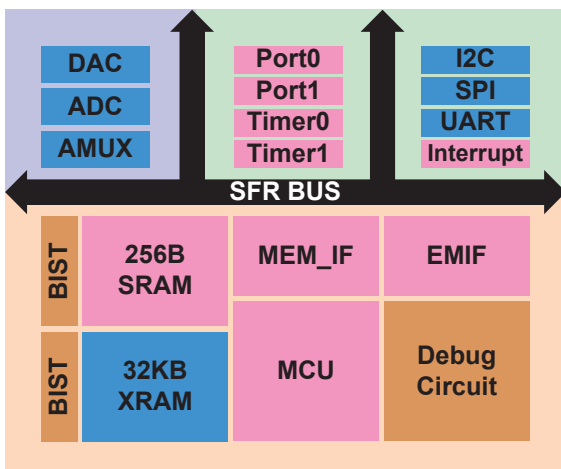 DAC
ADC
AMUX
Port0
Port1
Timer0
Timer1
I2C
SPI
UART
Interrupt
SFR BUS
BIST
256B
SRAM
MEM_IF
EMIF
BIST
32KB
XRAM
MCU
Debug
Circuit